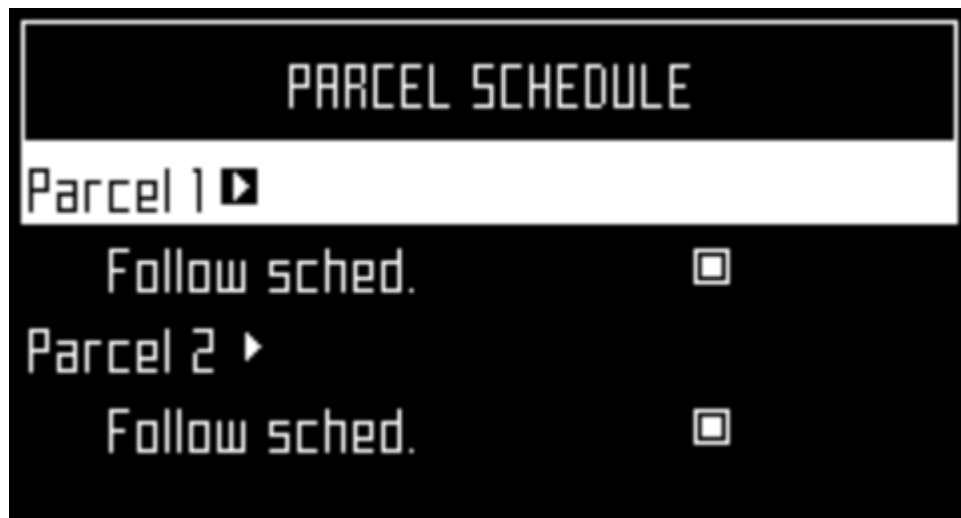 PARCEL SCHEDULE
Parcel 1
Follow sched.
Parcel 2
Follow sched.